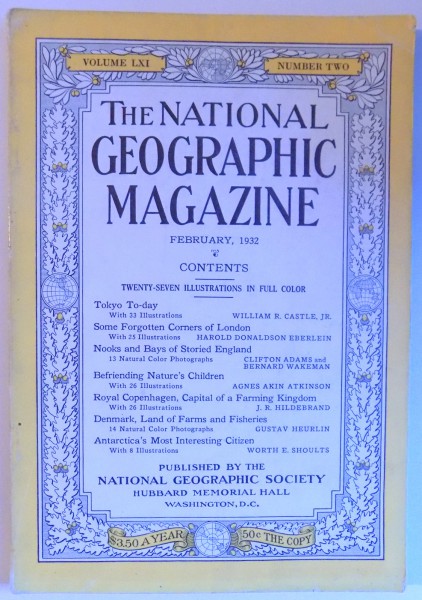 VOLUME LXI
NUMBER TWO
THE NATIONAL
GEOGRAPHIC
MAGAZINE
FEBRUARY, 1932
CONTENTS
TWENTY-SEVEN ILLUSTRATIONS IN FULL COLOR
Tokyo To-day
With 33 Illustrations WILLIAM R. CASTLE, JR.
Some Forgotten Corners of London
With 25 Illustrations HAROLD DONALDSON EBERLEIN
Nooks and Bays of Storied England
13 Natural Color Photographs CLIFTON ADAMS and
BERNARD WAKEMAN
Befriending Nature's Children
With 26 Illustrations AGNES AKIN ATKINSON
Royal Copenhagen, Capital of a Farming Kingdom
With 26 Illustrations J. R. HILDEBRAND
Denmark, Land of Farms and Fisheries
14 Natural Color Photographs GUSTAV HEURLIN
Antarctica's Most Interesting Citizen
With 8 Illustrations WORTH E. SHOULTS
PUBLISHED BY THE
NATIONAL GEOGRAPHIC SOCIETY
HUBBARD MEMORIAL HALL
WASHINGTON, D.C.
$3.50 A YEAR
50¢ THE COPY